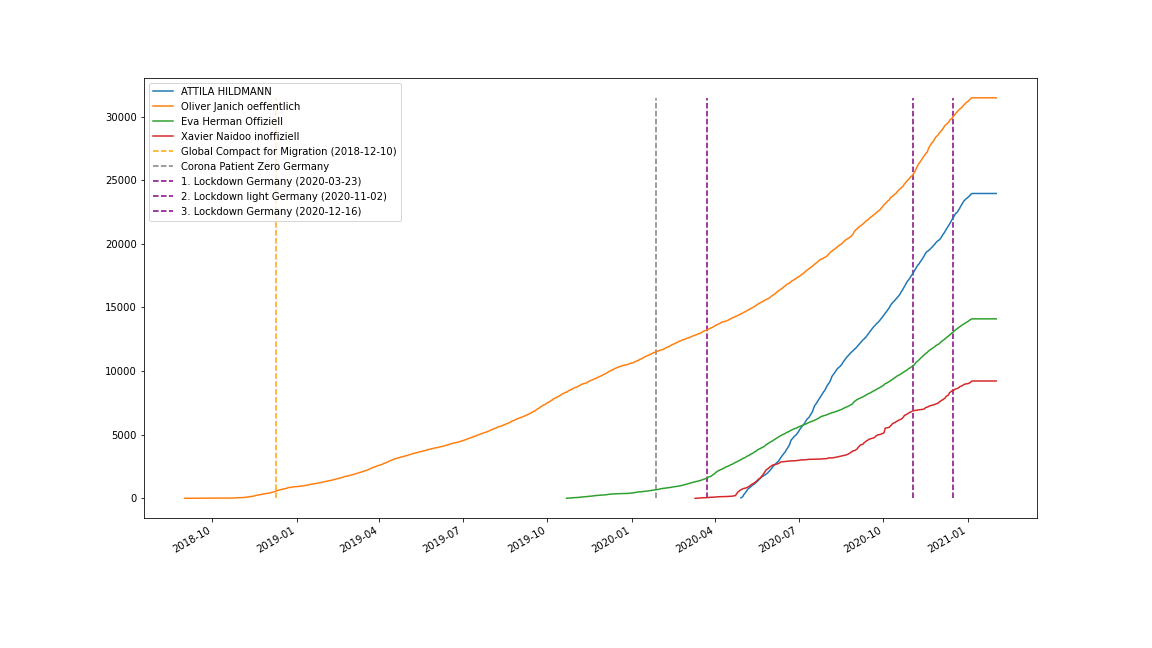 ATTILA HILDMANN
Oliver Janich oeffentlich
Eva Herman Offiziell
Xavier Naidoo inoffiziell
Global Compact for Migration (2018-12-10)
Corona Patient Zero Germany
1. Lockdown Germany (2020-03-23)
2. Lockdown light Germany (2020-11-02)
3. Lockdown Germany (2020-12-16)
30000
25000
20000
15000
10000
5000
0
2018-10
2019-01
2019-04
2019-07
2019-10
2020-01
2020-04
2020-07
2020-10
2021-01